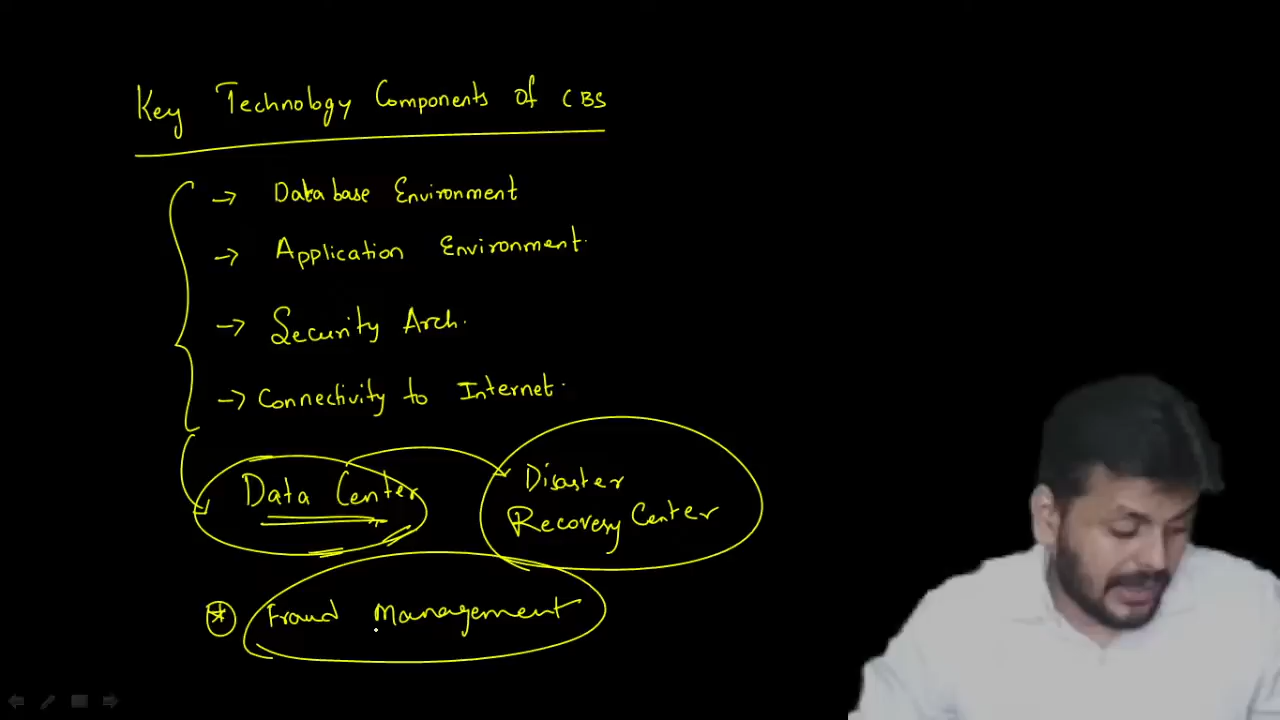 Key Technology Components of CBS
→ Database Environment
→ Application Environment.
→ Security Arch.
→ Connectivity to Internet.
Data Center
Disaster
Recovery Center
* Fraud Management